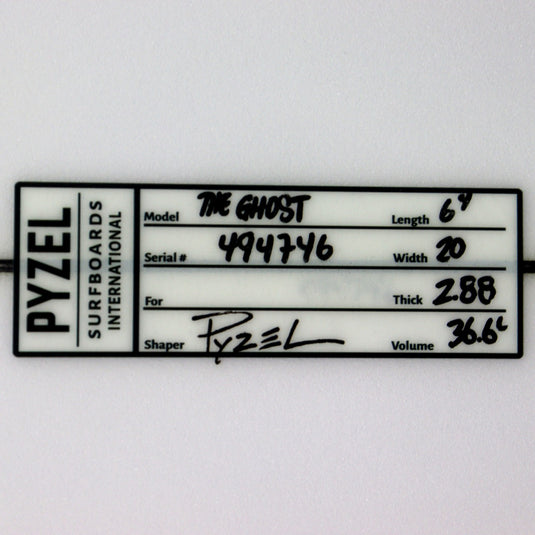 PYZEL
SURFBOARDS
INTERNATIONAL
Model THE GHOST Length 6'4
Serial # 494746 Width 20
For Thick 2.88
Shaper PYZEL Volume 36.6L